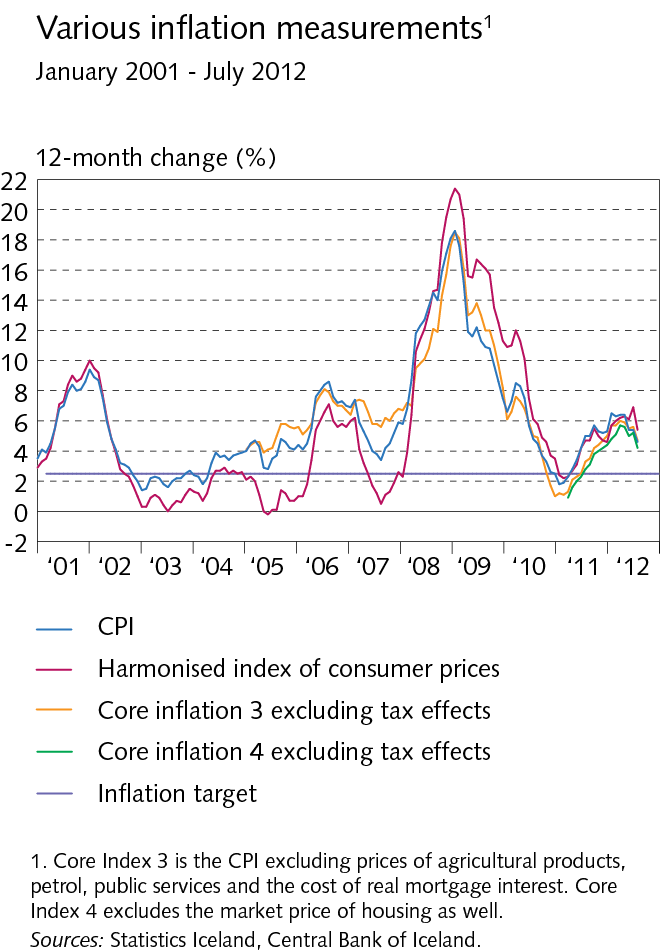 Various inflation measurements¹
January 2001 - July 2012
12-month change (%)
22
20
18
16
14
12
10
8
6
4
2
0
-2
‘01 ‘02 ‘03 ‘04 ‘05 ‘06 ‘07 ‘08 ‘09 ‘10 ‘11 ‘12
CPI
Harmonised index of consumer prices
Core inflation 3 excluding tax effects
Core inflation 4 excluding tax effects
Inflation target
1. Core Index 3 is the CPI excluding prices of agricultural products,
petrol, public services and the cost of real mortgage interest. Core
Index 4 excludes the market price of housing as well.
Sources: Statistics Iceland, Central Bank of Iceland.